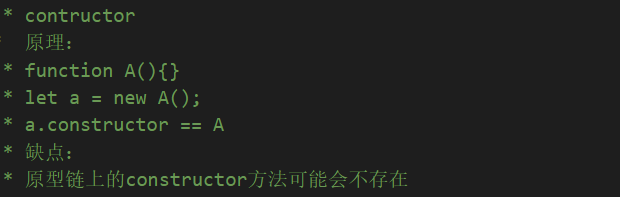 * contructor
* 原理:
* function A(){}
* let a = new A();
* a.constructor == A
* 缺点:
* 原型链上的constructor方法可能会不存在